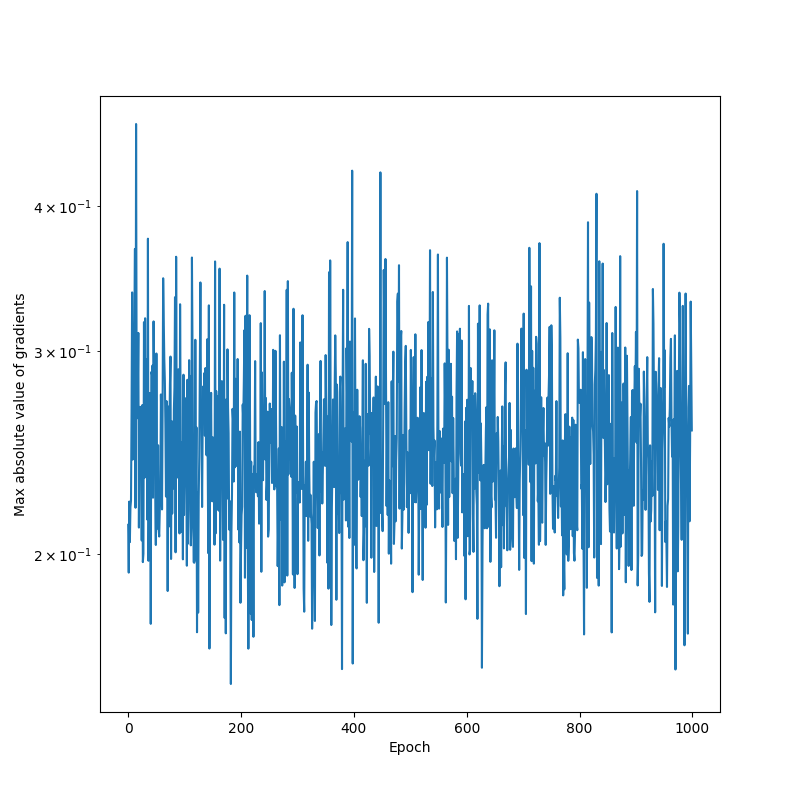 Max absolute value of gradients
4 × 10⁻¹
3 × 10⁻¹
2 × 10⁻¹
0 200 400 600 800 1000
Epoch